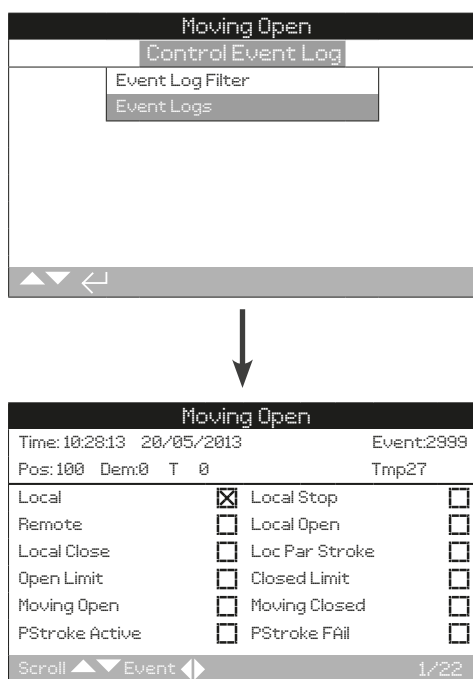 Moving Open
Control Event Log
Event Log Filter
Event Logs
Moving Open
Time: 10:28:13 20/05/2013 Event:2999
Pos:100 Dem:0 T 0 Tmp27
Local Local Stop
Remote Local Open
Local Close Loc Par Stroke
Open Limit Closed Limit
Moving Open Moving Closed
PStroke Active PStroke FAil
Scroll Event 1/22